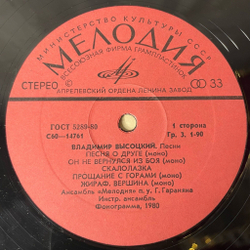 МИНИСТЕРСТВО КУЛЬТУРЫ СССР
МЕЛОДИЯ
ВСЕСОЮЗНАЯ ФИРМА ГРАМПЛАСТИНОК
СТЕРЕО
33
АПРЕЛЕВСКИЙ ОРДЕНА ЛЕНИНА ЗАВОД
ГОСТ 5289-80
С60—14761
1 сторона
Гр. 3. 1-90
ВЛАДИМИР ВЫСОЦКИЙ. Песни
ПЕСНЯ О ДРУГЕ (моно)
ОН НЕ ВЕРНУЛСЯ ИЗ БОЯ (моно)
СКАЛОЛАЗКА
ПРОЩАНИЕ С ГОРАМИ (моно)
ЖИРАФ. ВЕРШИНА (моно)
Ансамбль «Мелодия» п. у. Г. Гараняна
Инстр. ансамбль
Фонограмма, 1980